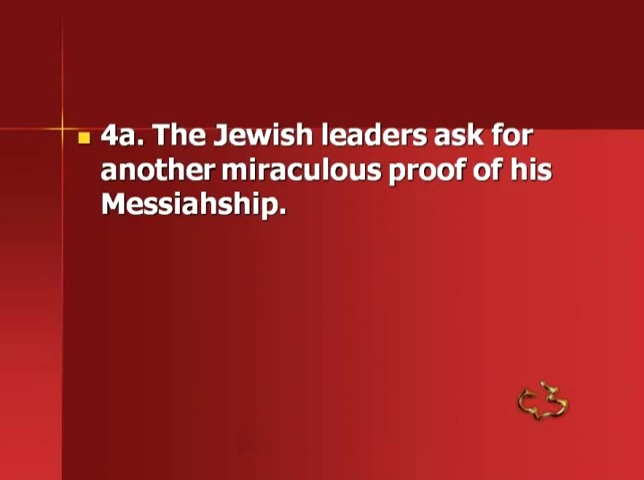 4a. The Jewish leaders ask for
another miraculous proof of his
Messiahship.